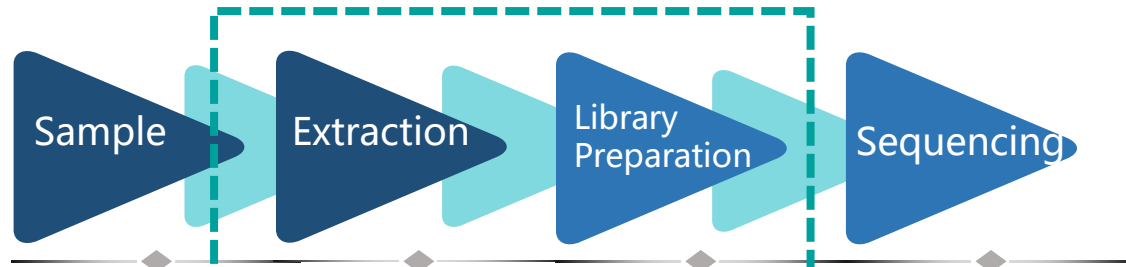 Sample
Extraction
Library
Preparation
Sequencing